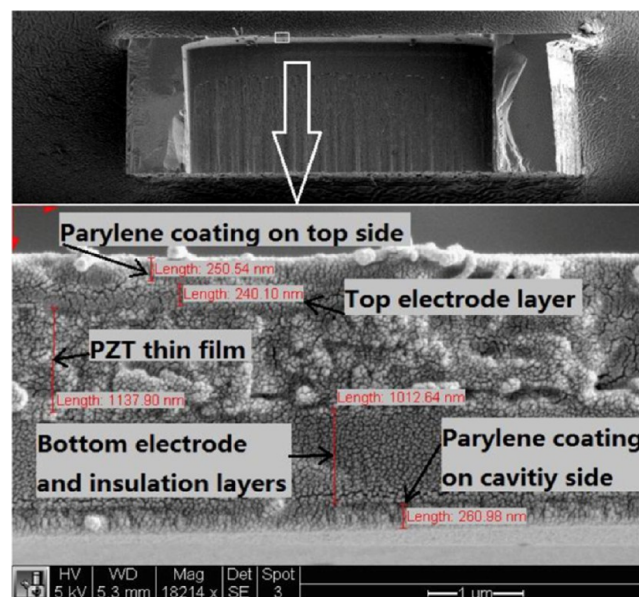 Parylene coating on top side
Length: 250.54 nm
Length: 240.10 nm
Top electrode layer
PZT thin film
Length: 1137.90 nm
Length: 1012.64 nm
Bottom electrode
and insulation layers
Parylene coating
on cavitiy side
Length: 260.98 nm
HV WD Mag Det Spot
5 kV 5.3 mm 18214 x SE 3
1 µm